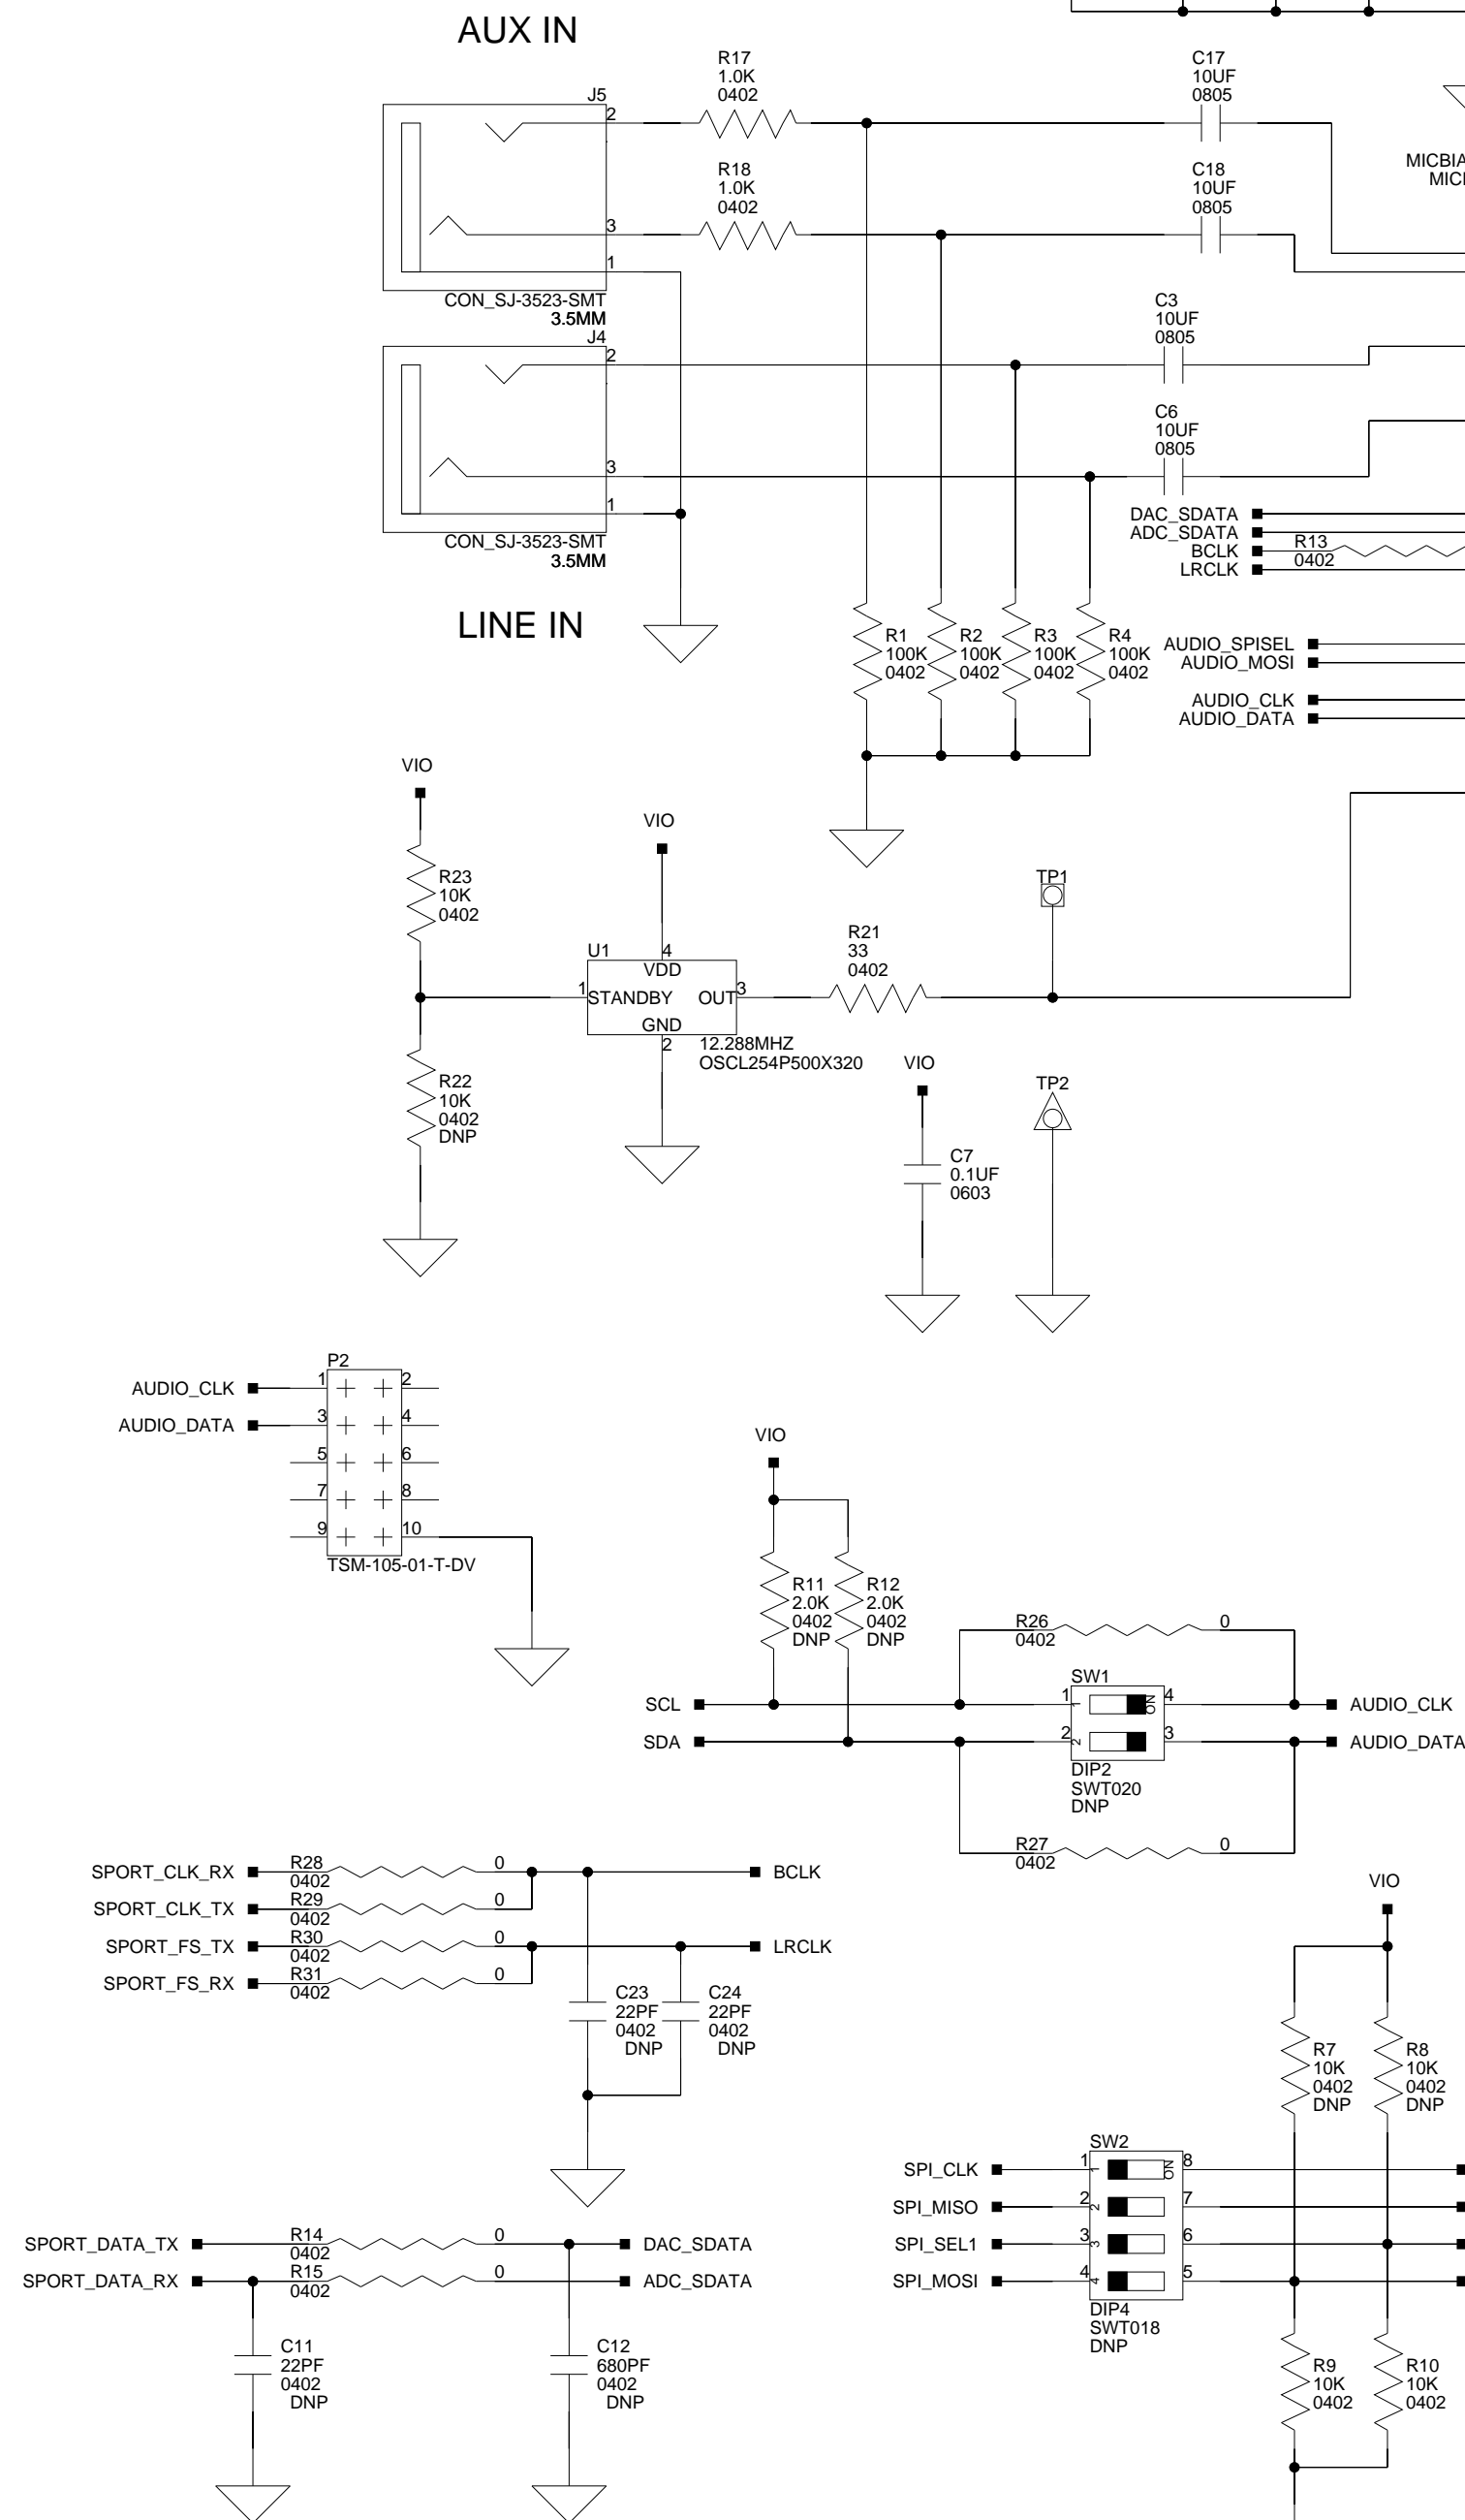 AUX IN
R17
1.0K
0402
C17
10UF
0805
J5
2
R18
1.0K
0402
C18
10UF
0805
MICBIA
3
1
CON_SJ-3523-SMT
3.5MM
C3
10UF
0805
J4
2
C6
10UF
0805
3
1
CON_SJ-3523-SMT
3.5MM
DAC_SDATA
ADC_SDATA
BCLK
R13
0402
LRCLK
LINE IN
R1
100K
0402
R2
100K
0402
R3
100K
0402
R4
100K
0402
AUDIO_SPISEL
AUDIO_MOSI
AUDIO_CLK
AUDIO_DATA
VIO
R23
10K
0402
VIO
TP1
U1
4
VDD
1
STANDBY
OUT
3
GND
2
12.288MHZ
OSCL254P500X320
R21
33
0402
R22
10K
0402
DNP
VIO
C7
0.1UF
0603
TP2
P2
AUDIO_CLK
1
2
AUDIO_DATA
3
4
5
6
7
8
9
10
TSM-105-01-T-DV
VIO
R11
2.0K
0402
DNP
R12
2.0K
0402
DNP
R26
0402
0
SW1
SCL
1
1
ON
4
AUDIO_CLK
SDA
2
2
3
AUDIO_DATA
DIP2
SWT020
DNP
R27
0402
0
SPORT_CLK_RX
R28
0402
0
BCLK
SPORT_CLK_TX
R29
0402
0
SPORT_FS_TX
R30
0402
0
LRCLK
SPORT_FS_RX
R31
0402
0
C23
22PF
0402
DNP
C24
22PF
0402
DNP
VIO
R7
10K
0402
DNP
R8
10K
0402
DNP
SW2
SPI_CLK
1
1
ON
8
SPI_MISO
2
2
7
SPI_SEL1
3
3
6
SPI_MOSI
4
4
5
DIP4
SWT018
DNP
SPORT_DATA_TX
R14
0402
0
DAC_SDATA
SPORT_DATA_RX
R15
0402
0
ADC_SDATA
C11
22PF
0402
DNP
C12
680PF
0402
DNP
R9
10K
0402
R10
10K
0402